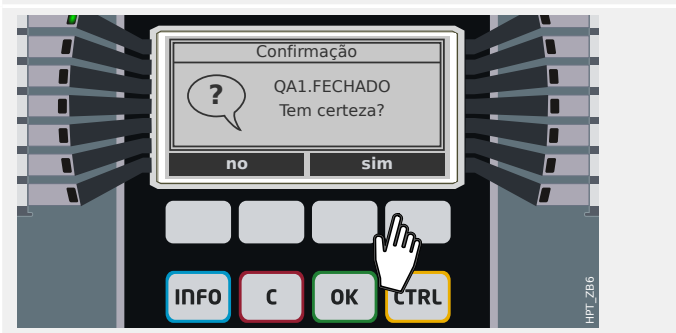 Confirmação
QA1.FECHADO
Tem certeza?
?
no
sim
INFO
C
OK
CTRL
HPT_ZB6